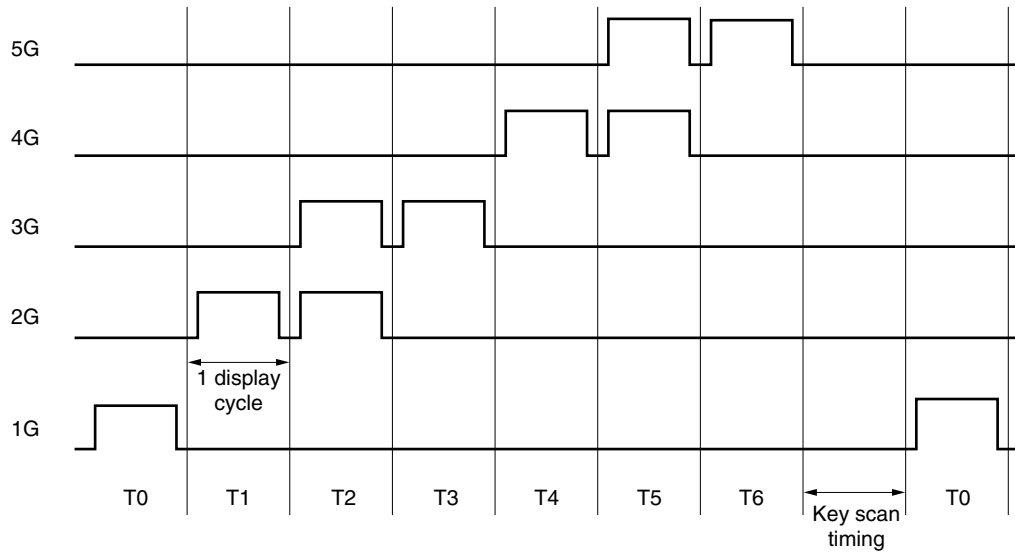 5G
4G
3G
2G
1 display
cycle
1G
T0 T1 T2 T3 T4 T5 T6 T0
Key scan
timing